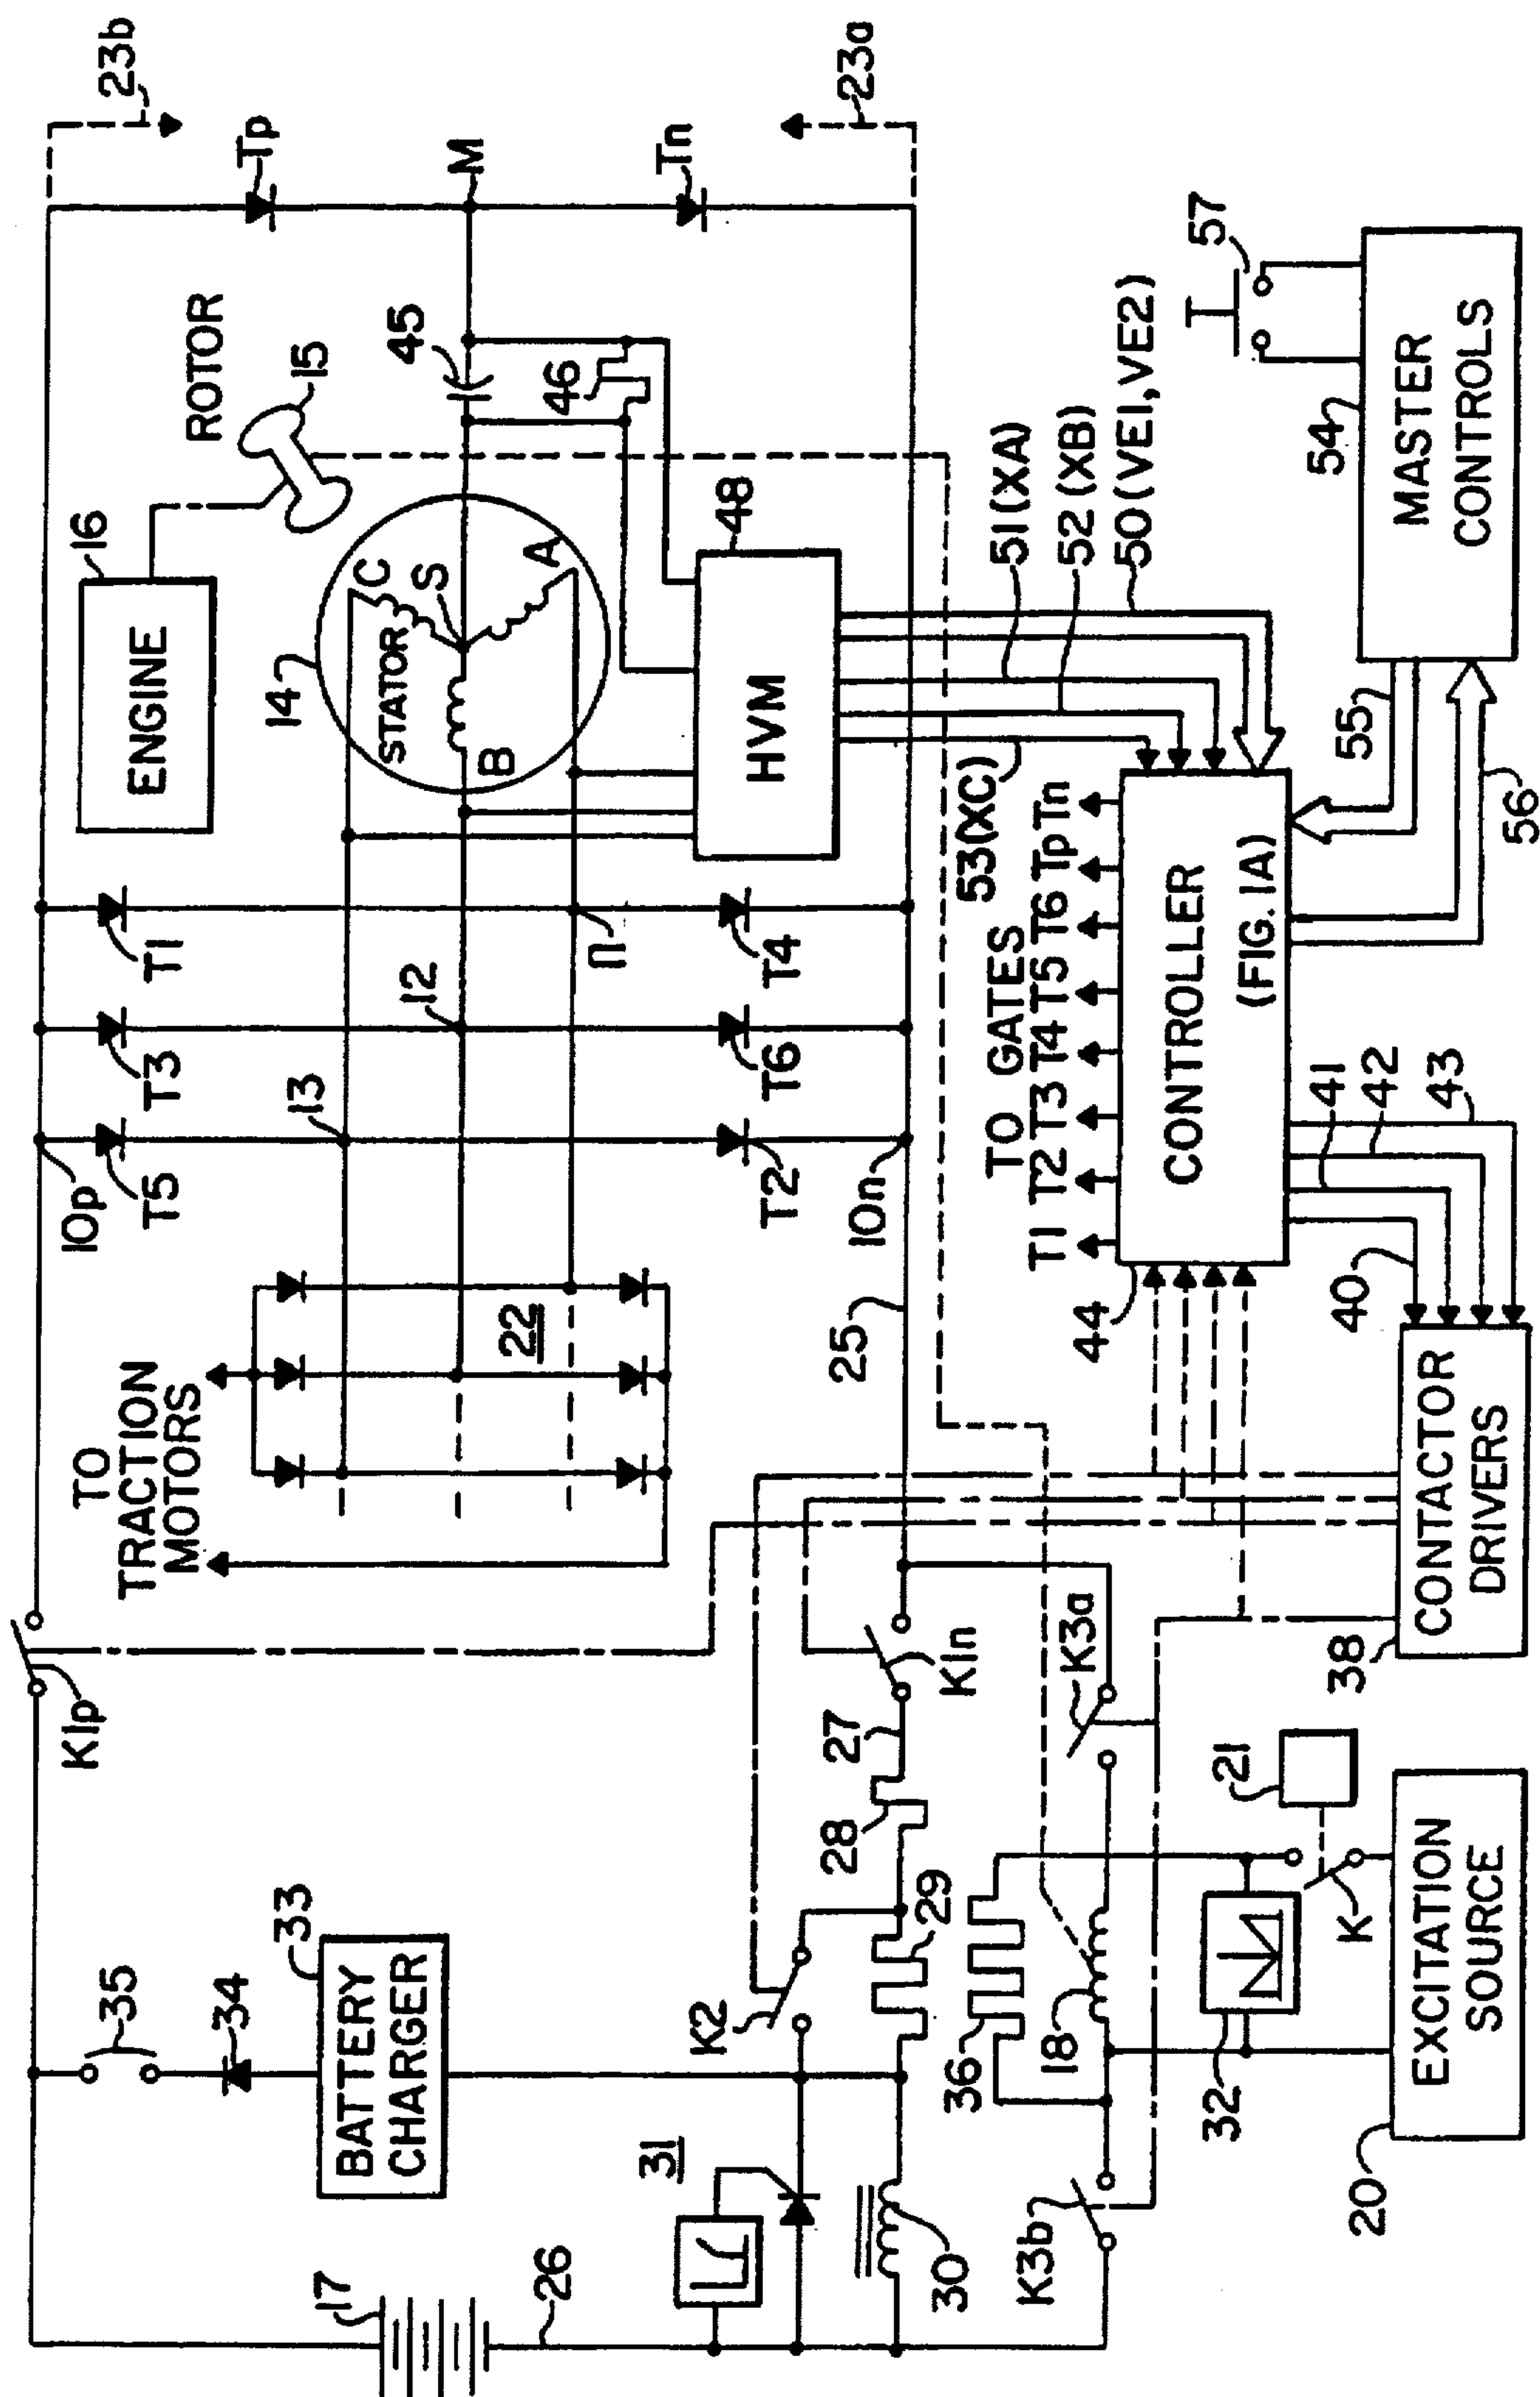 23b
Tp
M
Tn
23a
ROTOR
15
45
46
16
ENGINE
14
STATOR
C
S
A
B
48
HVM
51(XA)
52(XB)
50(VE1,VE2)
53(XC)
57
54
MASTER
CONTROLS
55
56
T1
T3
T5
10p
13
12
11
T4
T6
T2
10n
25
TO
TRACTION
MOTORS
22
TO GATES
T1 T2 T3 T4 T5 T6 Tp Tn
44
CONTROLLER
(FIG. 1A)
40
41
42
43
38
CONTACTOR
DRIVERS
K1p
K1n
K3a
27
28
29
K2
35
34
33
BATTERY
CHARGER
17
26
31
30
36
18
K3b
32
21
K
20
EXCITATION
SOURCE